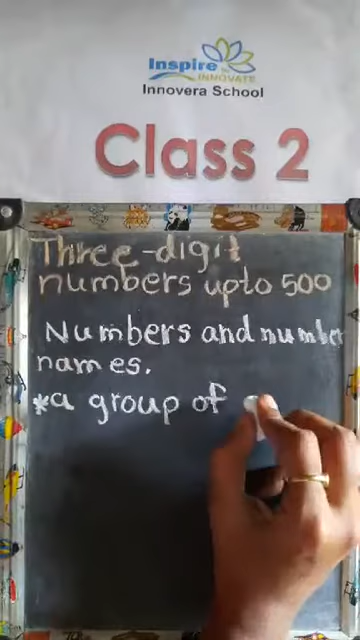 Inspire
INNOVATE
Innovera School
Class 2
Three-digit
numbers upto 500
Numbers and number
names.
*a group of